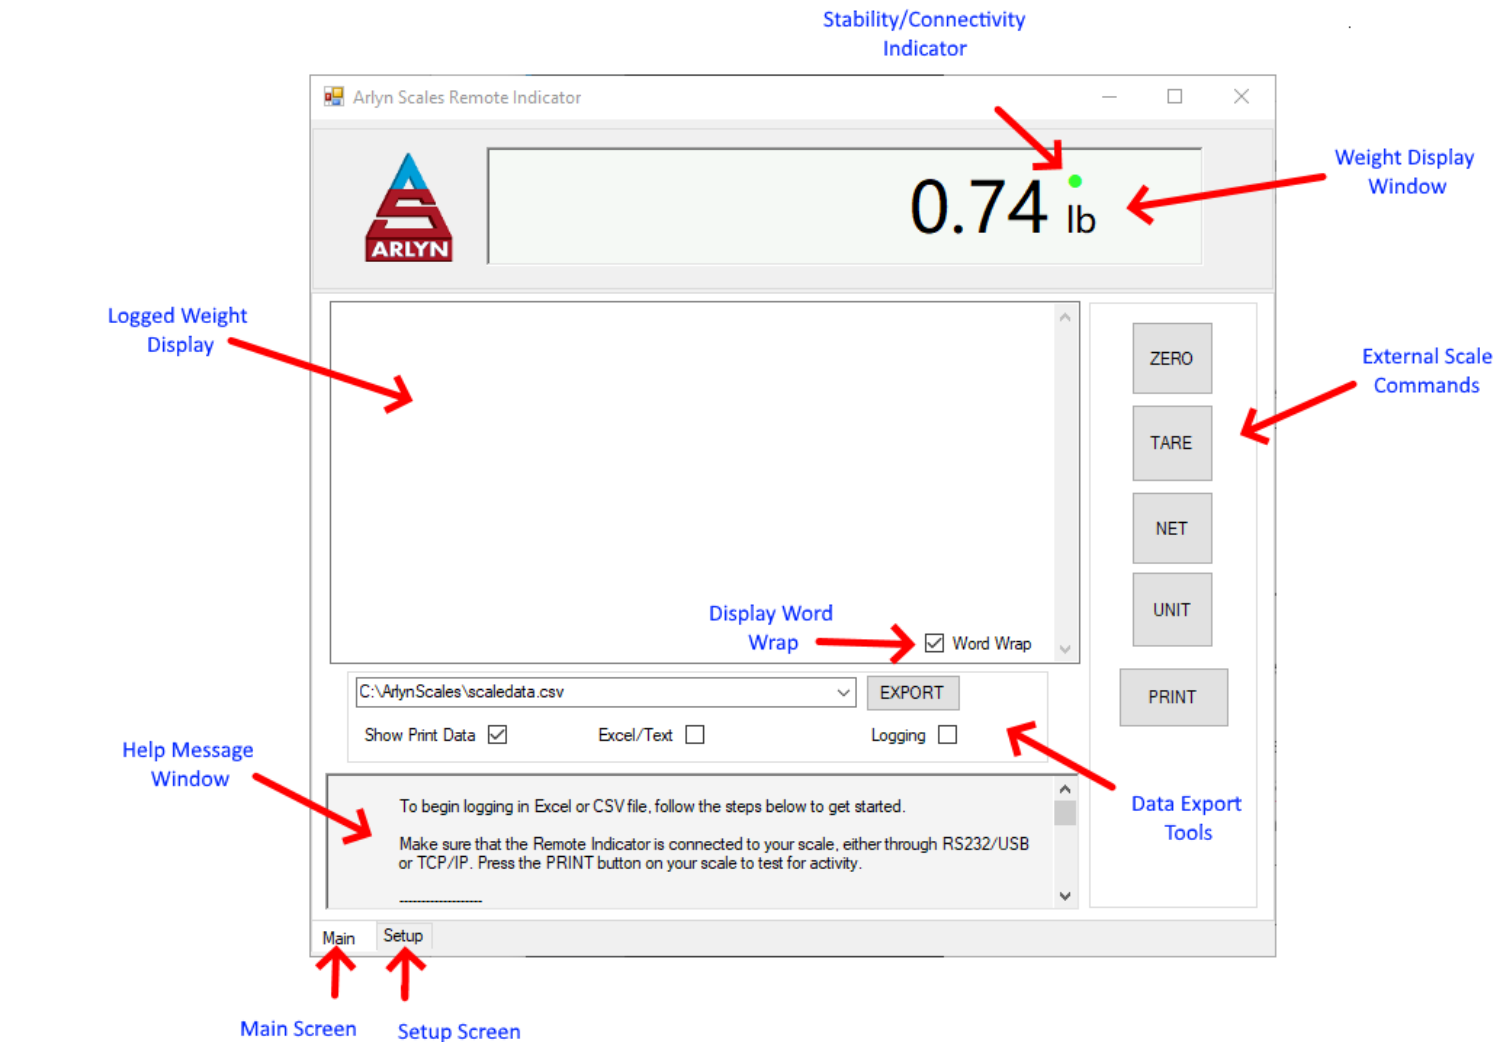 Stability/Connectivity
Indicator
Arlyn Scales Remote Indicator
Weight Display
Window
0.74 lb
ARLYN
Logged Weight
Display
ZERO
External Scale
Commands
TARE
NET
UNIT
Display Word
Wrap
Word Wrap
C:\ArlynScales\scaledata.csv
EXPORT
PRINT
Show Print Data
Excel/Text
Logging
Help Message
Window
To begin logging in Excel or CSV file, follow the steps below to get started.
Make sure that the Remote Indicator is connected to your scale, either through RS232/USB
or TCP/IP. Press the PRINT button on your scale to test for activity.
-------------------
Data Export
Tools
Main
Setup
Main Screen
Setup Screen